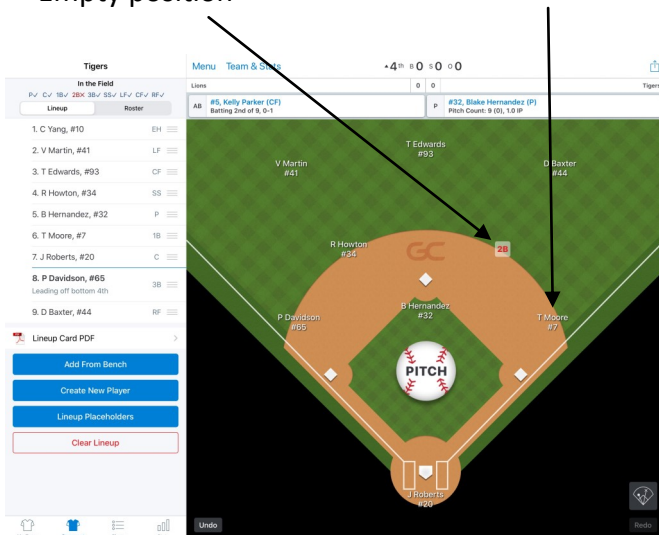 Empty position
Tigers
In the Field
P✓ C✓ 1B✓ 2B✕ 3B✓ SS✓ LF✓ CF✓ RF✓
Lineup Roster
1. C Yang, #10 EH
2. V Martin, #41 LF
3. T Edwards, #93 CF
4. R Howton, #34 SS
5. B Hernandez, #32 P
6. T Moore, #7 1B
7. J Roberts, #20 C
8. P Davidson, #65 3B
Leading off bottom 4th
9. D Baxter, #44 RF
Lineup Card PDF
Add From Bench
Create New Player
Lineup Placeholders
Clear Lineup
Menu Team & Stats
4th B 0 S 0 O 0
Lions 0 0 Tigers
AB #5, Kelly Parker (CF)
Batting 2nd of 9, 0-1
P #32, Blake Hernandez (P)
Pitch Count: 9 (0), 1.0 IP
T Edwards
#93
V Martin
#41
D Baxter
#44
R Howton
#34
GC
2B
B Hernandez
#32
P Davidson
#65
T Moore
#7
PITCH
J Roberts
#20
Undo
Redo